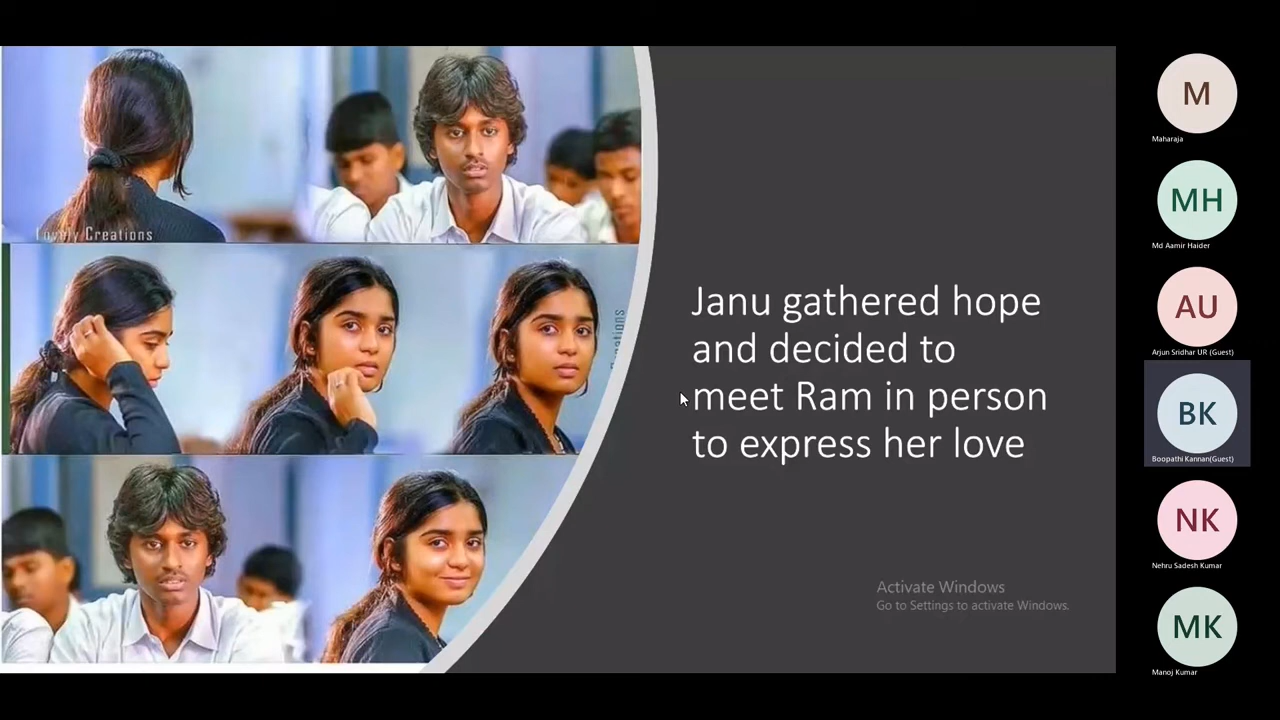 Lovely Creations
Janu gathered hope
and decided to
meet Ram in person
to express her love
Activate Windows
Go to Settings to activate Windows.
M
Maharaja
MH
Md Aamir Haider
AU
Arjun Sridhar UR (Guest)
BK
Boopathi Kannan(Guest)
NK
Nehru Sadesh Kumar
MK
Manoj Kumar